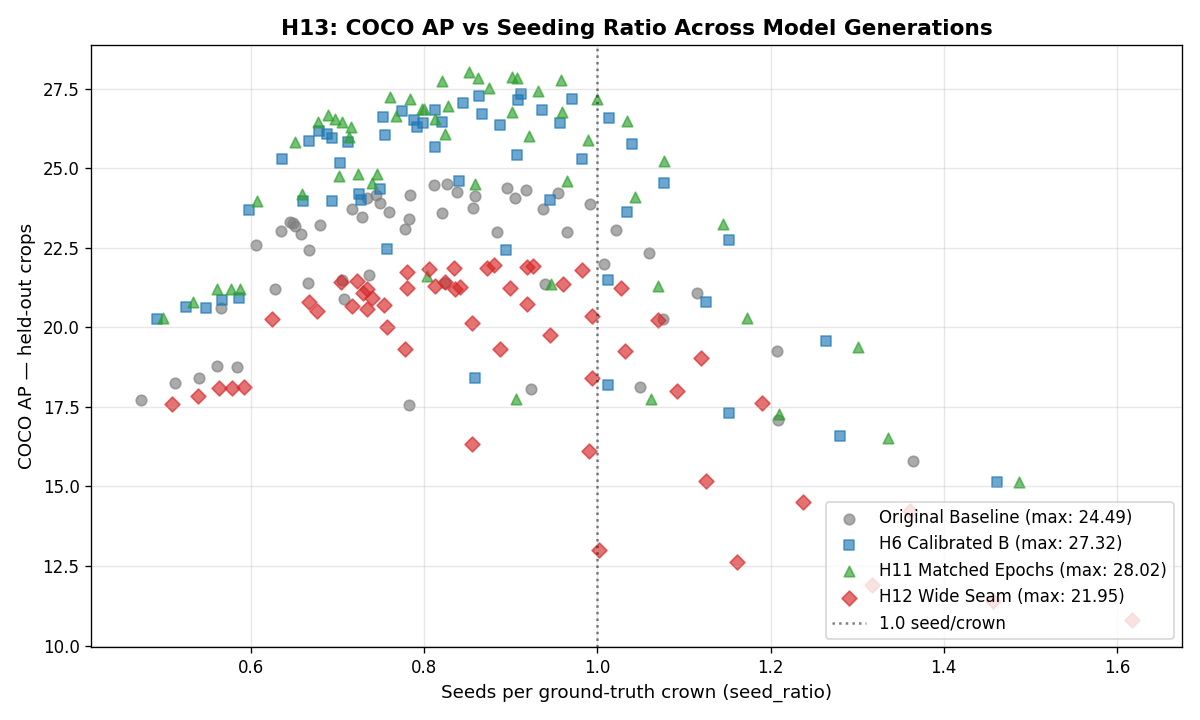 H13: COCO AP vs Seeding Ratio Across Model Generations
COCO AP — held-out crops
27.5
25.0
22.5
20.0
17.5
15.0
12.5
10.0
Original Baseline (max: 24.49)
H6 Calibrated B (max: 27.32)
H11 Matched Epochs (max: 28.02)
H12 Wide Seam (max: 21.95)
1.0 seed/crown
0.6
0.8
1.0
1.2
1.4
1.6
Seeds per ground-truth crown (seed_ratio)